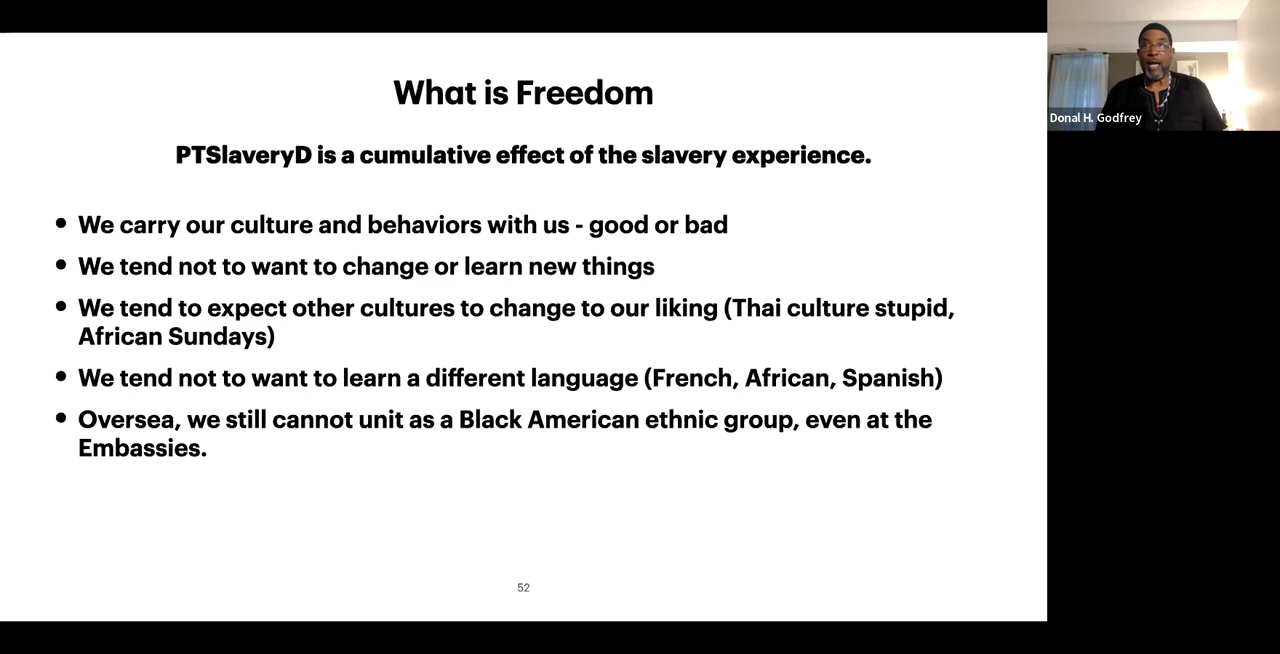 What is Freedom
PTSlaveryD is a cumulative effect of the slavery experience.
• We carry our culture and behaviors with us - good or bad
• We tend not to want to change or learn new things
• We tend to expect other cultures to change to our liking (Thai culture stupid,
African Sundays)
• We tend not to want to learn a different language (French, African, Spanish)
• Oversea, we still cannot unit as a Black American ethnic group, even at the
Embassies.
52
Donal H. Godfrey